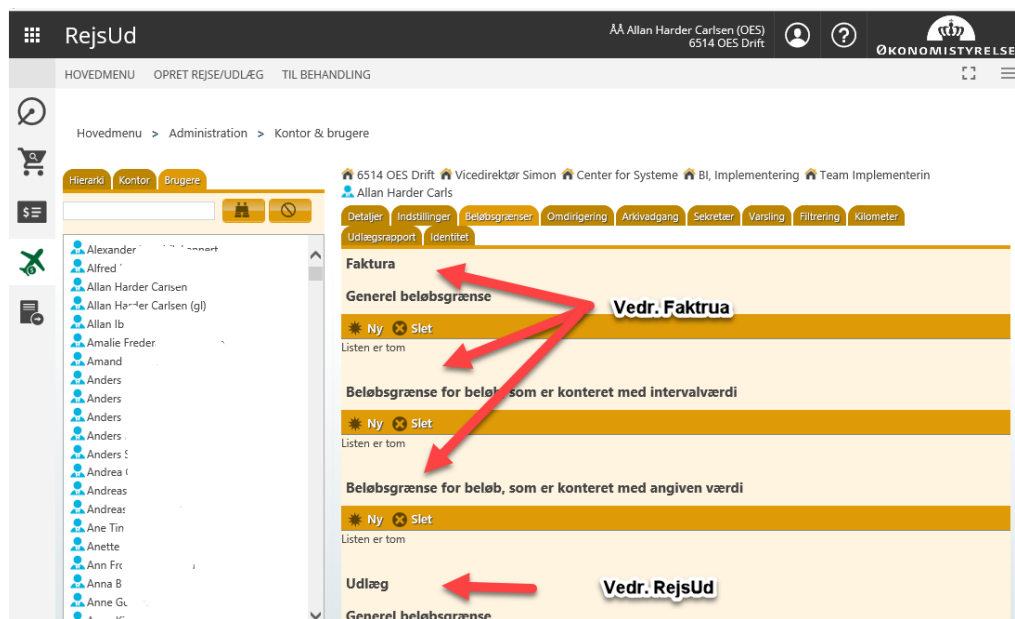 RejsUd
ÅÅ Allan Harder Carlsen (OES)
6514 OES Drift
ØKONOMISTYRELSE
HOVEDMENU OPRET REJSE/UDLÆG TIL BEHANDLING
Hovedmenu > Administration > Kontor & brugere
Hierarki Kontor Brugere
Alexander
Alfred
Allan Harder Carlsen
Allan Harder Carlsen (gl)
Allan Ib
Amalie Freder
Amand
Anders
Anders
Anders
Anders
Anders S
Andrea
Andreas
Andreas
Ane Tin
Anette
Ann Fre
Anna B
Anne Gu
6514 OES Drift Vicedirektør Simon Center for Systeme BI, Implementering Team Implementerin
Allan Harder Carls
Detaljer Indstillinger Beløbsgrænser Omdirigering Arkivadgang Sekretær Varsling Filtrering Kilometer
Udlægsrapport Identitet
Faktura
Generel beløbsgrænse
Vedr. Faktrua
Ny Slet
Listen er tom
Beløbsgrænse for beløb, som er konteret med intervalværdi
Ny Slet
Listen er tom
Beløbsgrænse for beløb, som er konteret med angiven værdi
Ny Slet
Listen er tom
Udlæg
Vedr. RejsUd
Generel beløbsgrænse